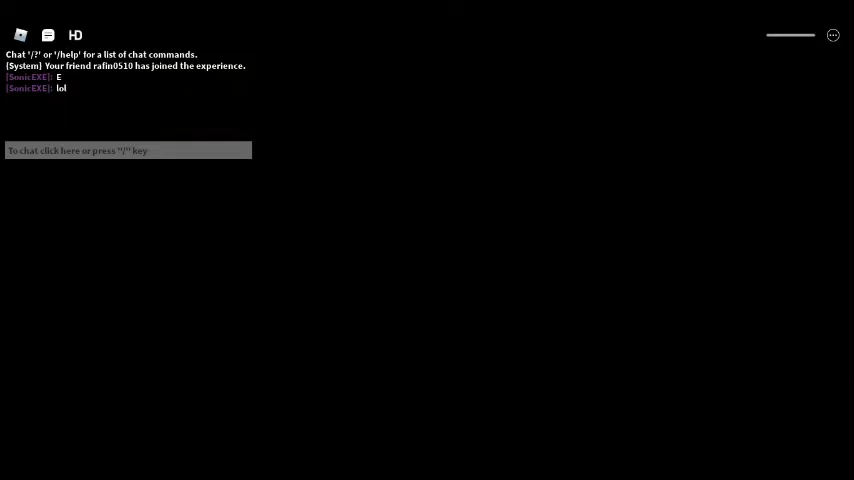 HD
Chat '/?' or '/help' for a list of chat commands.
[System] Your friend rafin0510 has joined the experience.
[SonicEXE]: E
[SonicEXE]: lol
To chat click here or press "/" key